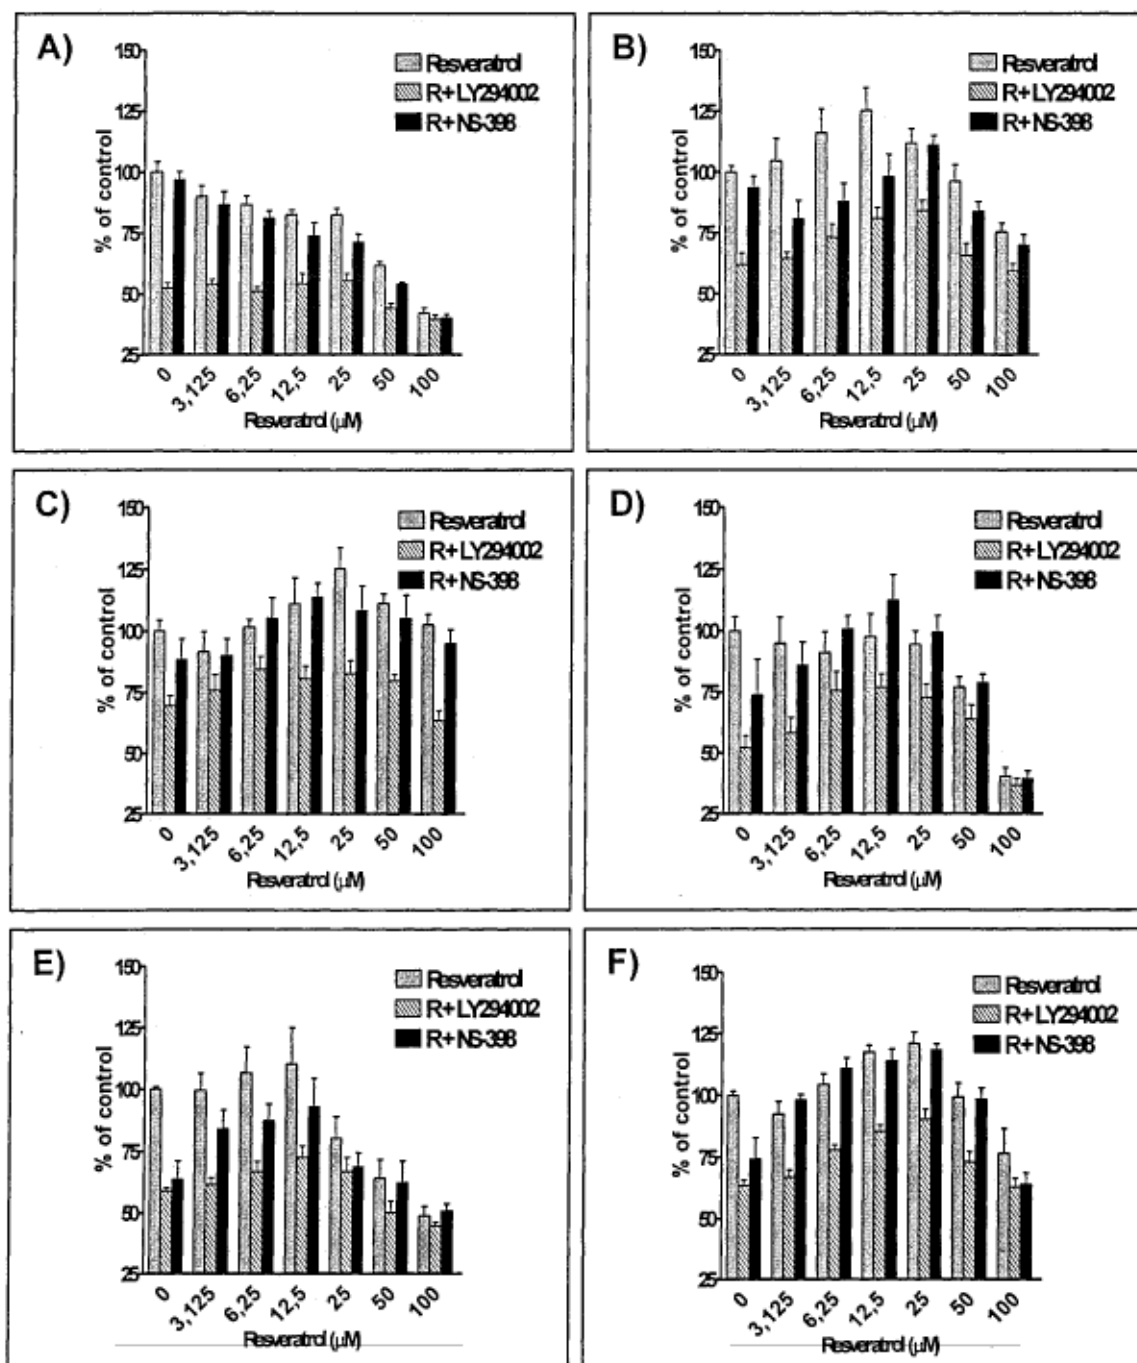 A)
150
125
100
75
50
25
% of control
Resveratrol
R+LY294002
R+NS-398
0
3,125
6,25
12,5
25
50
100
Resveratrol (µM)
B)
150
125
100
75
50
25
% of control
Resveratrol
R+LY294002
R+NS-398
0
3,125
6,25
12,5
25
50
100
Resveratrol (µM)
C)
150
125
100
75
50
25
% of control
Resveratrol
R+LY294002
R+NS-398
0
3,125
6,25
12,5
25
50
100
Resveratrol (µM)
D)
150
125
100
75
50
25
% of control
Resveratrol
R+LY294002
R+NS-398
0
3,125
6,25
12,5
25
50
100
Resveratrol (µM)
E)
150
125
100
75
50
25
% of control
Resveratrol
R+LY294002
R+NS-398
0
3,125
6,25
12,5
25
50
100
Resveratrol (µM)
F)
150
125
100
75
50
25
% of control
Resveratrol
R+LY294002
R+NS-398
0
3,125
6,25
12,5
25
50
100
Resveratrol (µM)